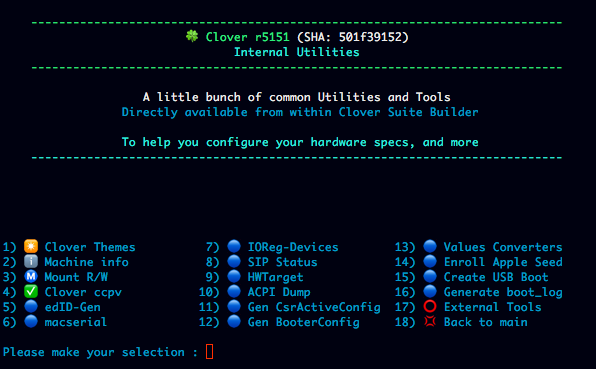 🍀 Clover r5151 (SHA: 501f39152)
Internal Utilities
A little bunch of common Utilities and Tools
Directly available from within Clover Suite Builder
To help you configure your hardware specs, and more
1) Clover Themes 7) IOReg-Devices 13) Values Converters
2) Machine info 8) SIP Status 14) Enroll Apple Seed
3) Ⓜ️ Mount R/W 9) HWTarget 15) Create USB Boot
4) Clover ccpv 10) ACPI Dump 16) Generate boot_log
5) edID-Gen 11) Gen CsrActiveConfig 17) External Tools
6) macserial 12) Gen BooterConfig 18) Back to main
Please make your selection :